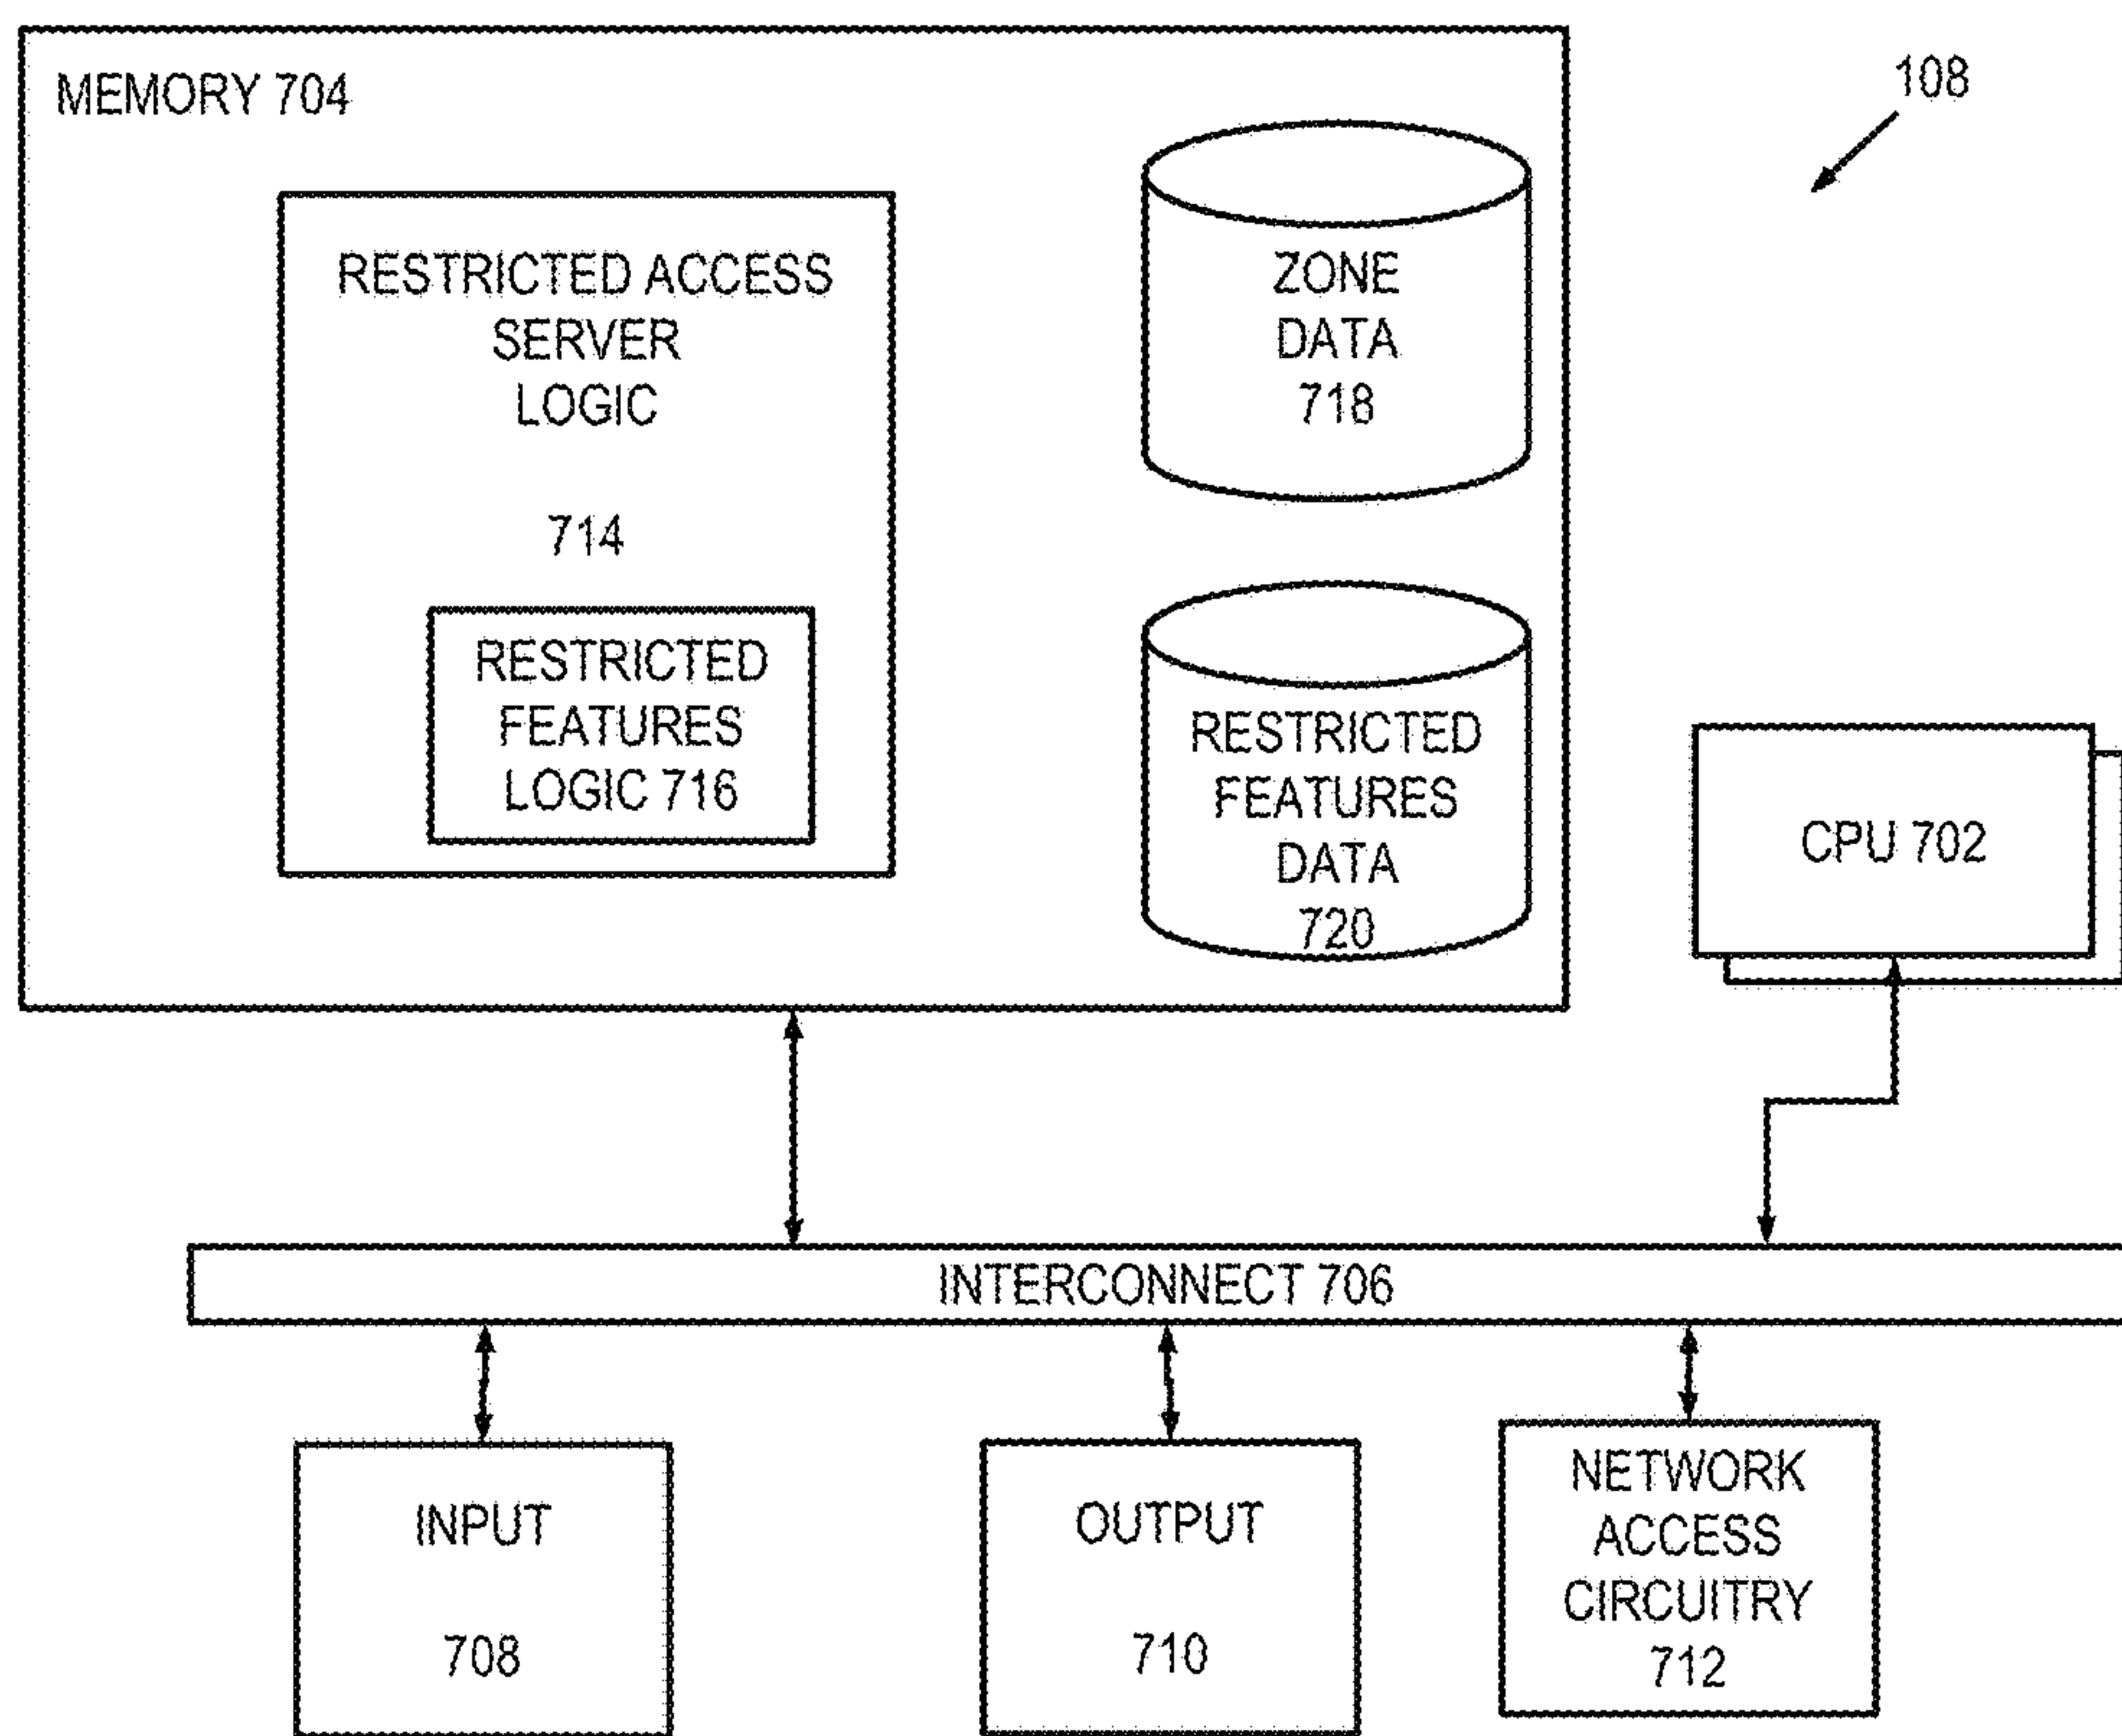 MEMORY 704
108
RESTRICTED ACCESS
SERVER
LOGIC
714
RESTRICTED
FEATURES
LOGIC 716
ZONE
DATA
718
RESTRICTED
FEATURES
DATA
720
CPU 702
INTERCONNECT 706
INPUT
708
OUTPUT
710
NETWORK
ACCESS
CIRCUITRY
712